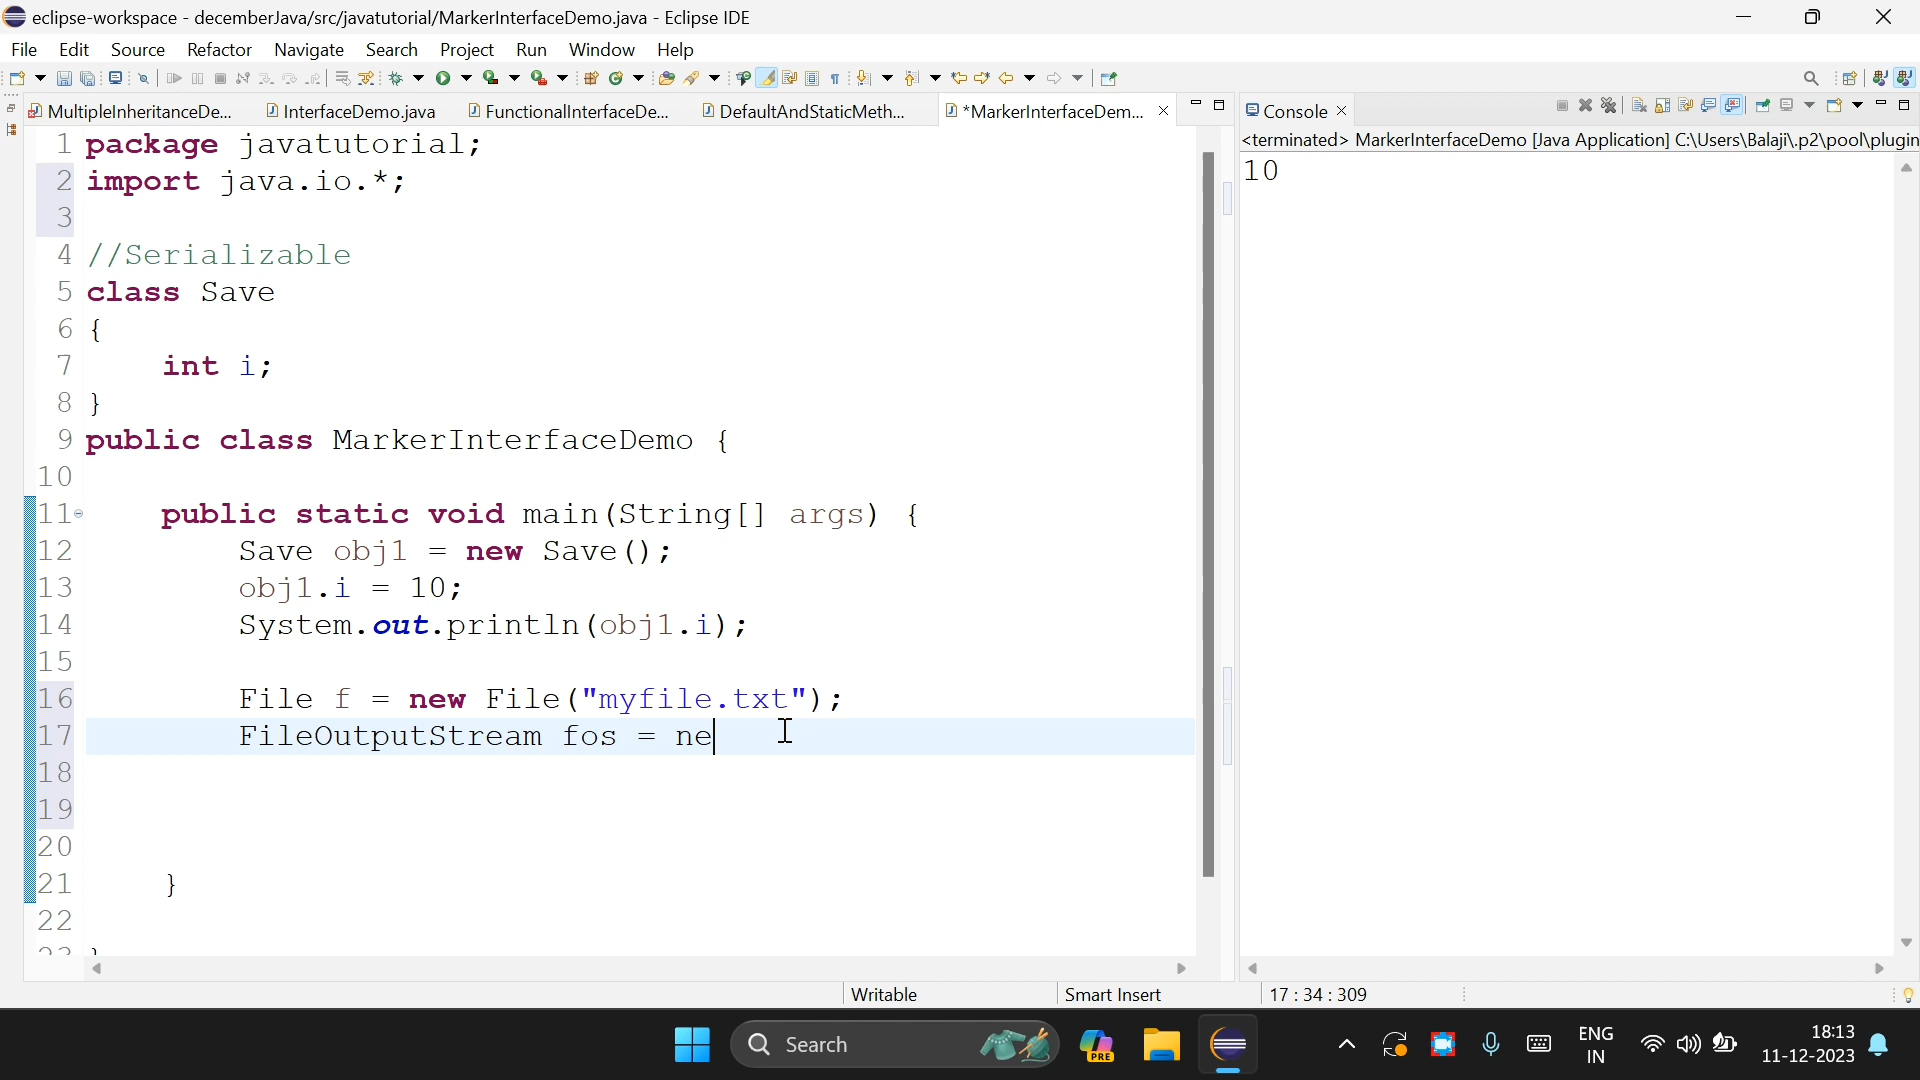 eclipse-workspace - decemberJava/src/javatutorial/MarkerInterfaceDemo.java - Eclipse IDE
File Edit Source Refactor Navigate Search Project Run Window Help
MultipleInheritanceDe... InterfaceDemo.java FunctionalInterfaceDe... DefaultAndStaticMeth... *MarkerInterfaceDem...
1 package javatutorial;
2 import java.io.*;
3
4 //Serializable
5 class Save
6 {
7 int i;
8 }
9 public class MarkerInterfaceDemo {
10
11 public static void main(String[] args) {
12 Save obj1 = new Save();
13 obj1.i = 10;
14 System.out.println(obj1.i);
15
16 File f = new File("myfile.txt");
17 FileOutputStream fos = ne
18
19
20
21 }
22
23 }
Console
<terminated> MarkerInterfaceDemo [Java Application] C:\Users\Balaji\.p2\pool\plugin
10
Writable Smart Insert 17 : 34 : 309
Search
PRE
ENG
IN
18:13
11-12-2023